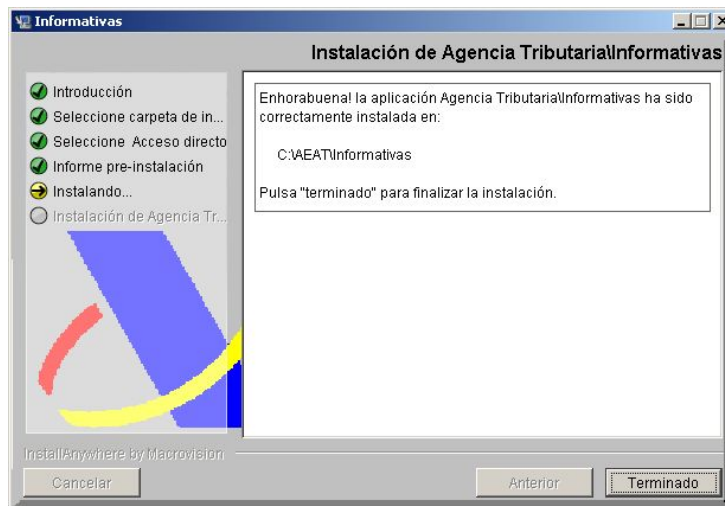 Informativas
Instalación de Agencia Tributaria\Informativas
Introducción
Seleccione carpeta de in...
Seleccione Acceso directo
Informe pre-instalación
Instalando...
Instalación de Agencia Tr...
Enhorabuena! la aplicación Agencia Tributaria\Informativas ha sido
correctamente instalada en:
C:\AEAT\Informativas
Pulsa "terminado" para finalizar la instalación.
InstallAnywhere by Macrovision
Cancelar
Anterior
Terminado